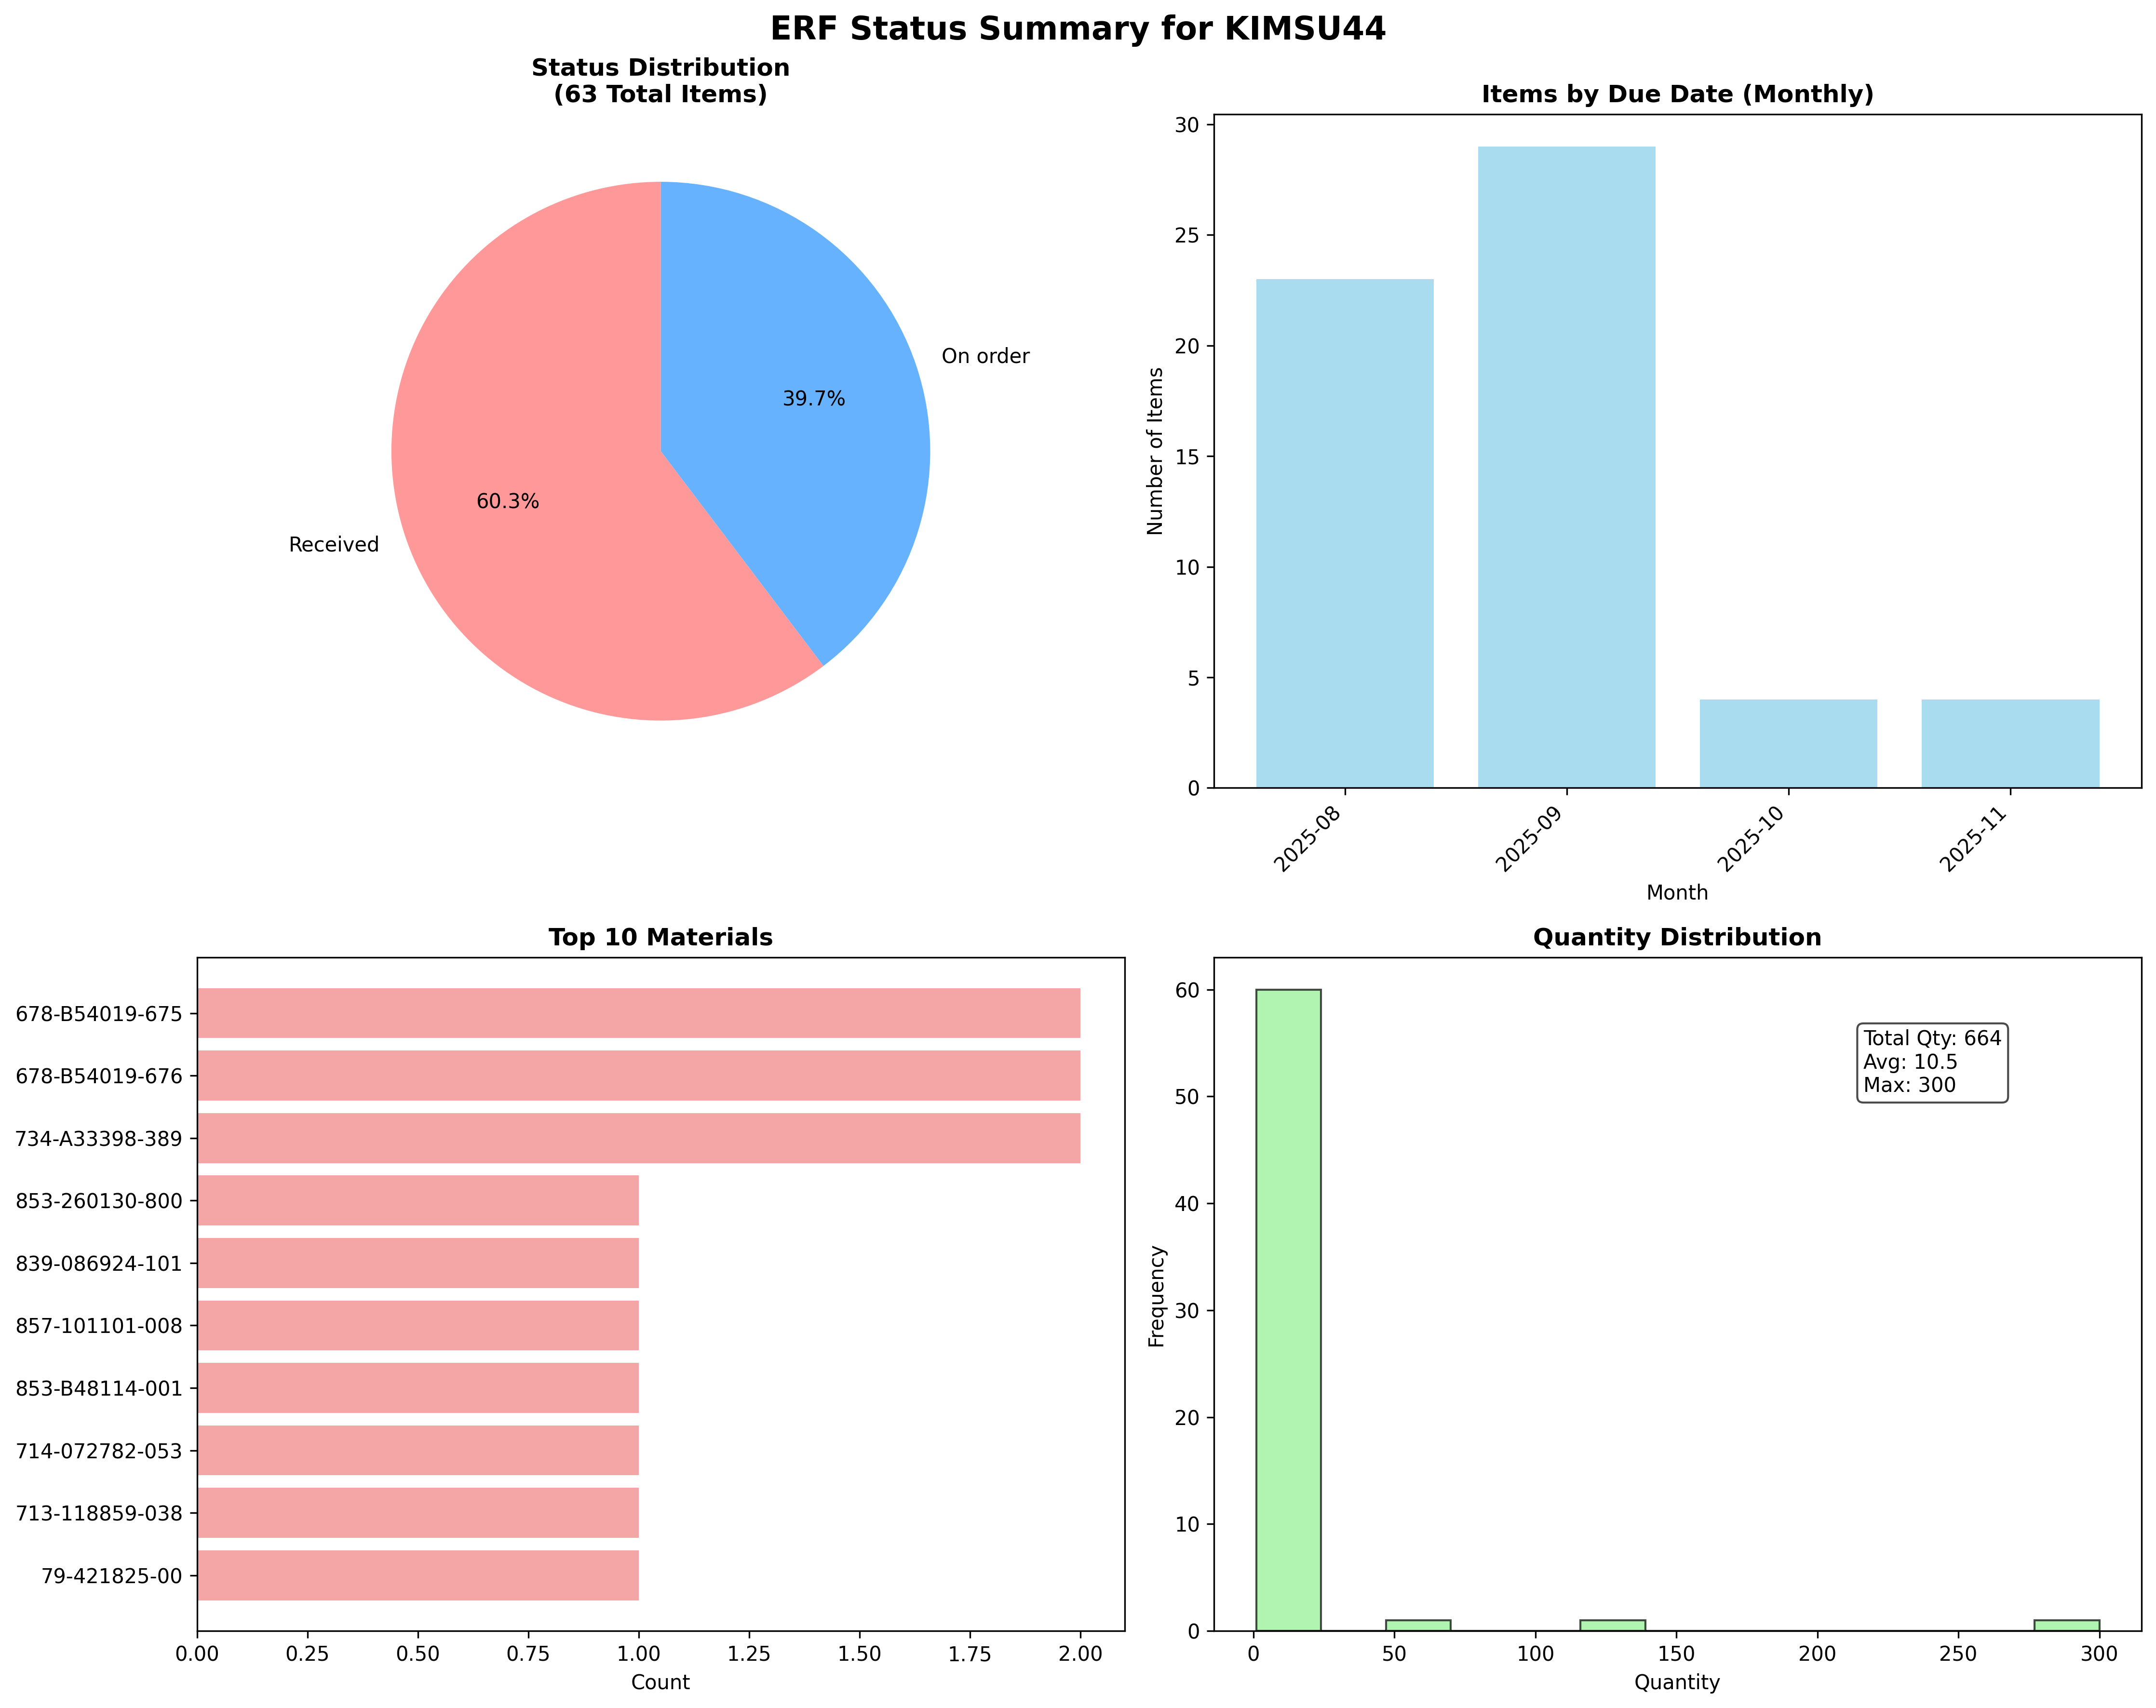 ERF Status Summary for KIMSU44
Status Distribution
(63 Total Items)
On order
39.7%
60.3%
Received
Items by Due Date (Monthly)
30
25
20
15
10
5
0
Number of Items
2025-08
2025-09
2025-10
2025-11
Month
Top 10 Materials
678-B54019-675
678-B54019-676
734-A33398-389
853-260130-800
839-086924-101
857-101101-008
853-B48114-001
714-072782-053
713-118859-038
79-421825-00
0.00 0.25 0.50 0.75 1.00 1.25 1.50 1.75 2.00
Count
Quantity Distribution
60
50
40
30
20
10
0
Frequency
Total Qty: 664
Avg: 10.5
Max: 300
0 50 100 150 200 250 300
Quantity